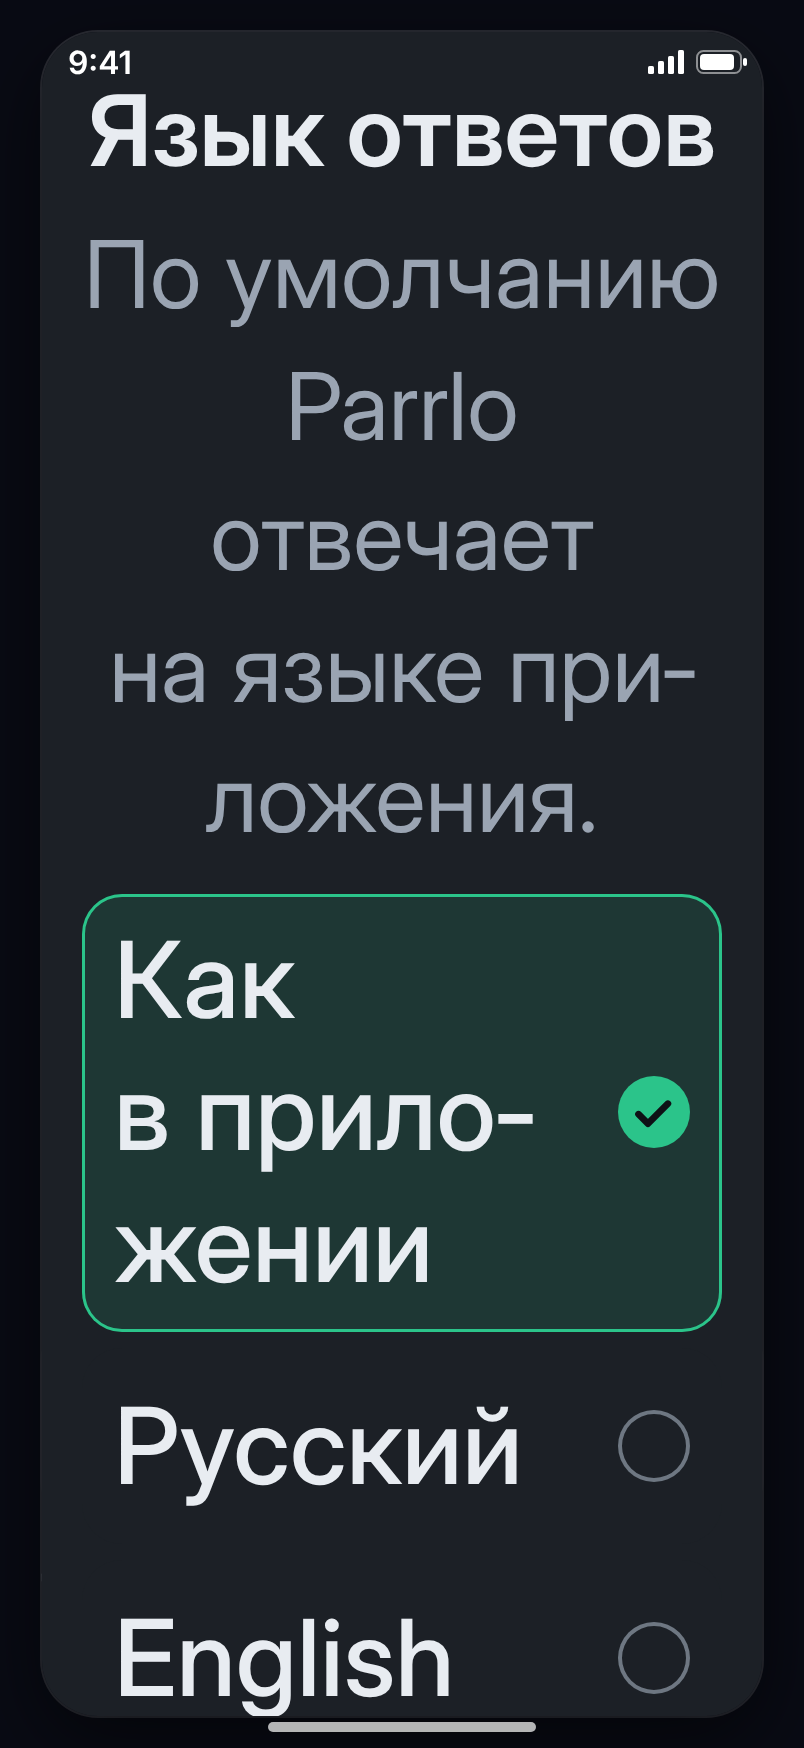 9:41
Язык ответов
По умолчанию
Parrlo
отвечает
на языке при-
ложения.
Как
в прило-
жении
Русский
English